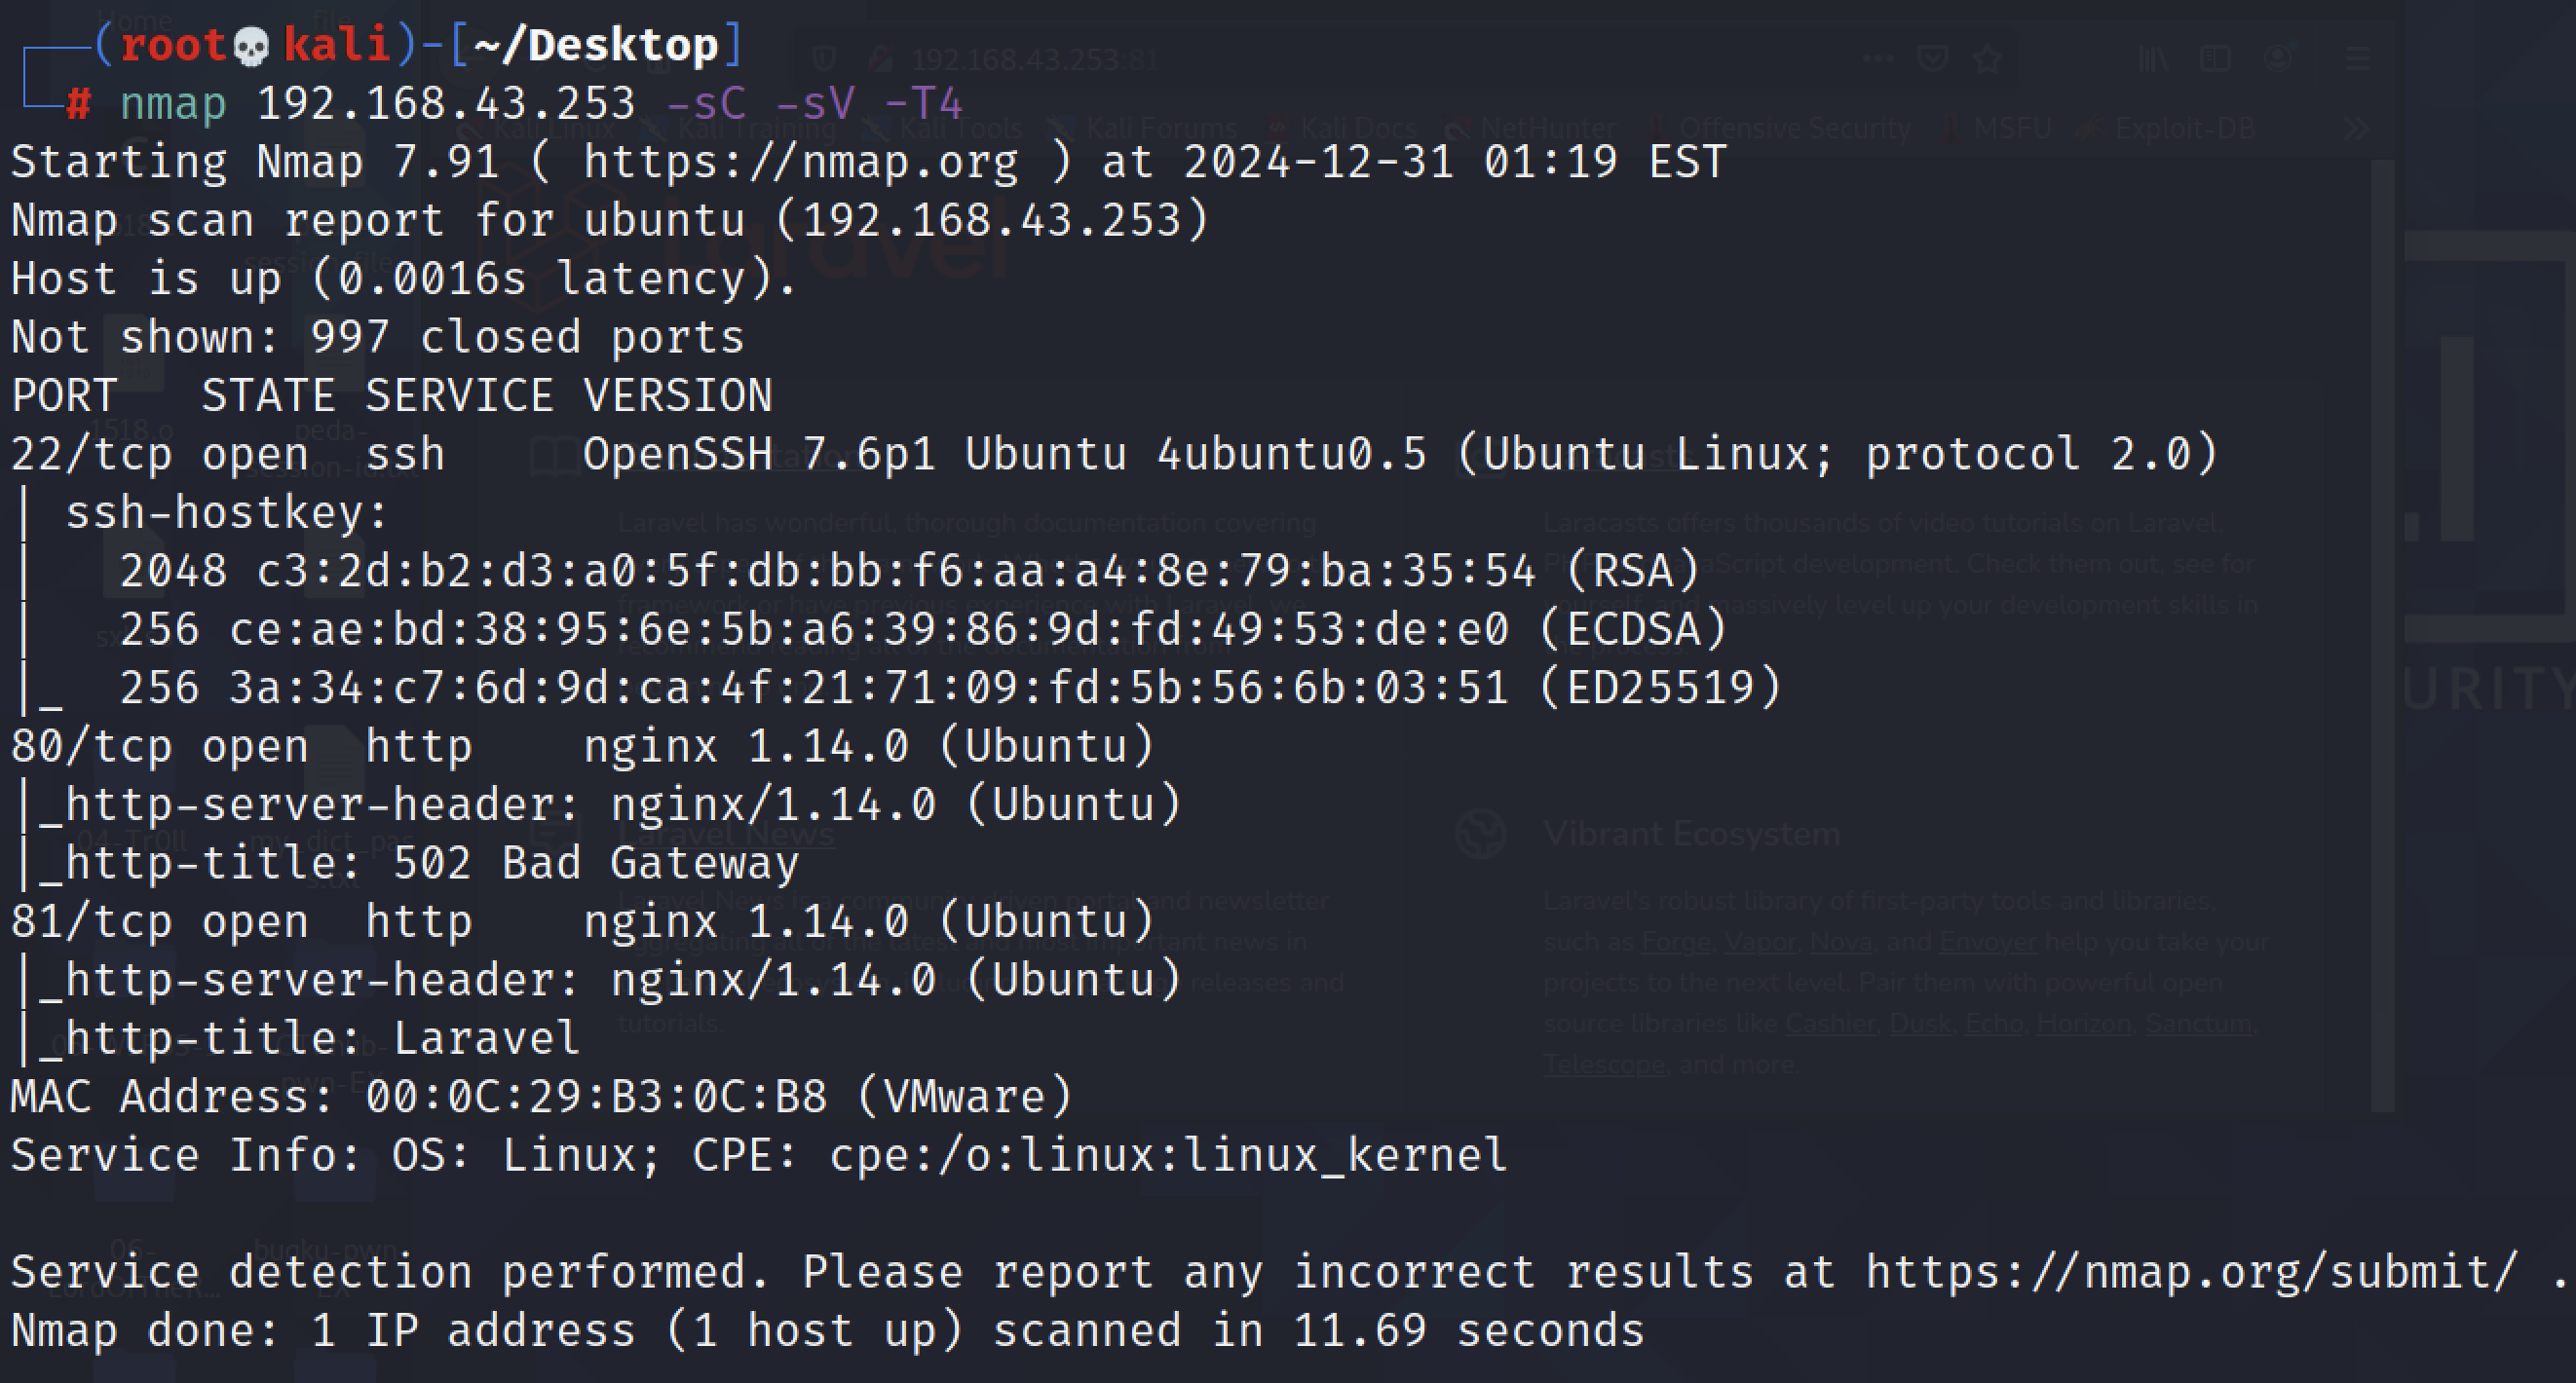 (root💀kali)-[~/Desktop]
# nmap 192.168.43.253 -sC -sV -T4
Starting Nmap 7.91 ( https://nmap.org ) at 2024-12-31 01:19 EST
Nmap scan report for ubuntu (192.168.43.253)
Host is up (0.0016s latency).
Not shown: 997 closed ports
PORT   STATE SERVICE VERSION
22/tcp open  ssh     OpenSSH 7.6p1 Ubuntu 4ubuntu0.5 (Ubuntu Linux; protocol 2.0)
| ssh-hostkey:
|   2048 c3:2d:b2:d3:a0:5f:db:bb:f6:aa:a4:8e:79:ba:35:54 (RSA)
|   256 ce:ae:bd:38:95:6e:5b:a6:39:86:9d:fd:49:53:de:e0 (ECDSA)
|_  256 3a:34:c7:6d:9d:ca:4f:21:71:09:fd:5b:56:6b:03:51 (ED25519)
80/tcp open  http    nginx 1.14.0 (Ubuntu)
|_http-server-header: nginx/1.14.0 (Ubuntu)
|_http-title: 502 Bad Gateway
81/tcp open  http    nginx 1.14.0 (Ubuntu)
|_http-server-header: nginx/1.14.0 (Ubuntu)
|_http-title: Laravel
MAC Address: 00:0C:29:B3:0C:B8 (VMware)
Service Info: OS: Linux; CPE: cpe:/o:linux:linux_kernel
Service detection performed. Please report any incorrect results at https://nmap.org/submit/ .
Nmap done: 1 IP address (1 host up) scanned in 11.69 seconds